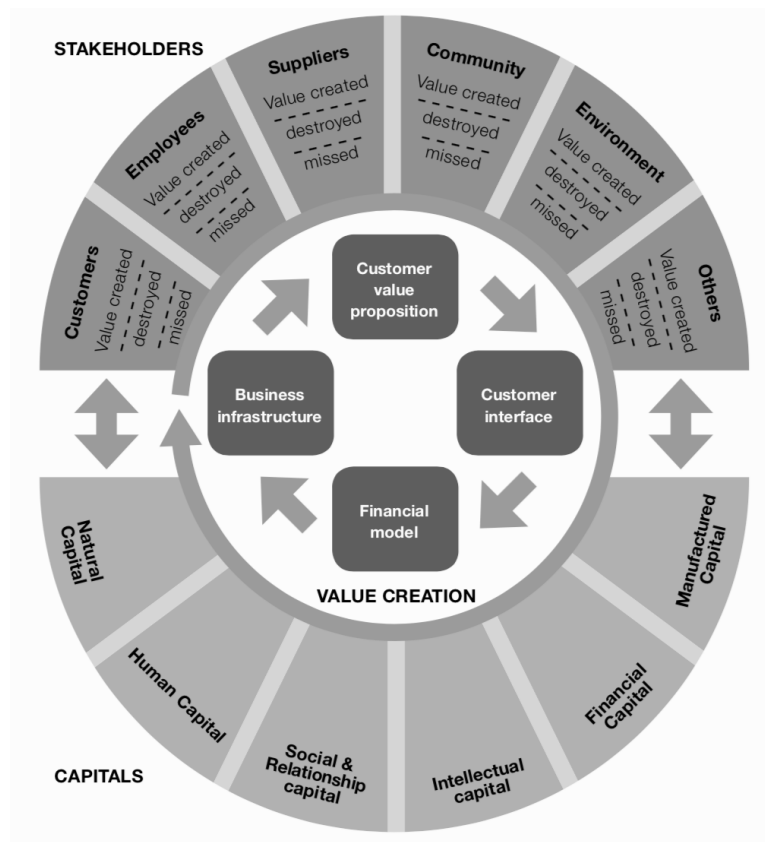 STAKEHOLDERS
Customers
Value created
destroyed
missed
Employees
Value created
destroyed
missed
Suppliers
Value created
destroyed
missed
Community
Value created
destroyed
missed
Environment
Value created
destroyed
missed
Others
Value created
destroyed
missed
Customer
value
proposition
Business
infrastructure
Customer
interface
Financial
model
VALUE CREATION
Natural
Capital
Human Capital
Social &
Relationship
capital
Intellectual
capital
Financial
Capital
Manufactured
Capital
CAPITALS